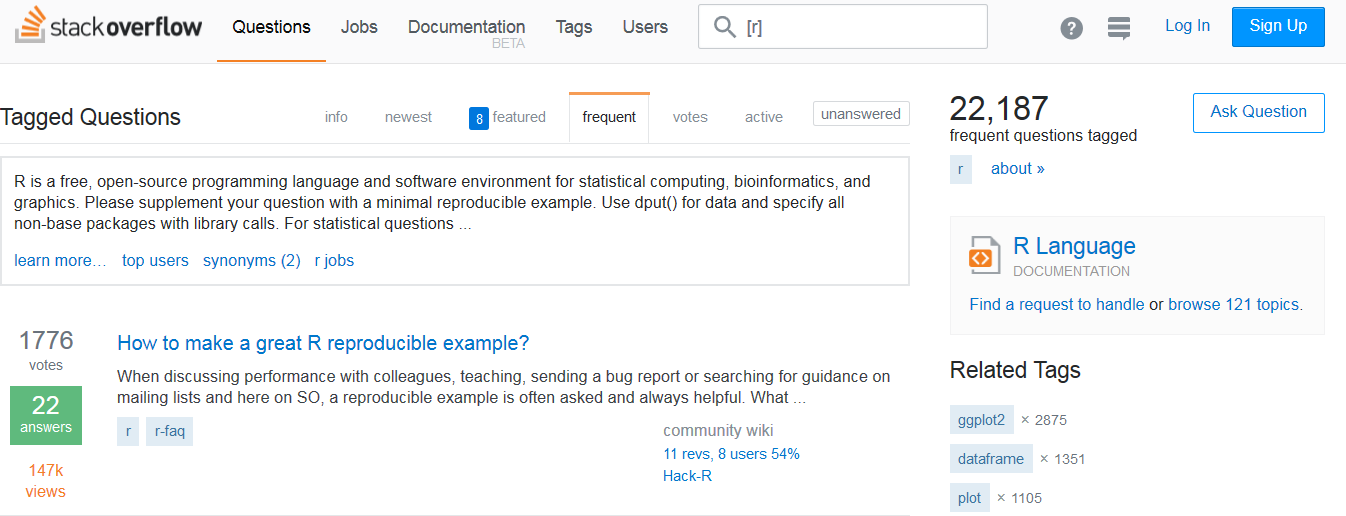 stackoverflow Questions Jobs Documentation Tags Users [r] ? Log In Sign Up
BETA
Tagged Questions info newest 8 featured frequent votes active unanswered
R is a free, open-source programming language and software environment for statistical computing, bioinformatics, and
graphics. Please supplement your question with a minimal reproducible example. Use dput() for data and specify all
non-base packages with library calls. For statistical questions ...
learn more… top users synonyms (2) r jobs
1776
votes
22
answers
147k
views
How to make a great R reproducible example?
When discussing performance with colleagues, teaching, sending a bug report or searching for guidance on
mailing lists and here on SO, a reproducible example is often asked and always helpful. What ...
r r-faq
community wiki
11 revs, 8 users 54%
Hack-R
22,187
frequent questions tagged
r about »
Ask Question
R Language
DOCUMENTATION
Find a request to handle or browse 121 topics.
Related Tags
ggplot2 × 2875
dataframe × 1351
plot × 1105